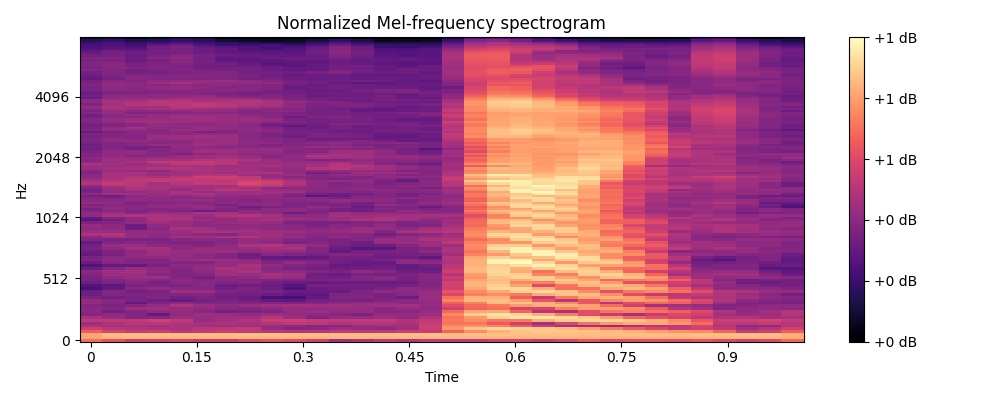 Normalized Mel-frequency spectrogram
Hz
4096
2048
1024
512
0
0 0.15 0.3 0.45 0.6 0.75 0.9
Time
+1 dB
+1 dB
+1 dB
+0 dB
+0 dB
+0 dB